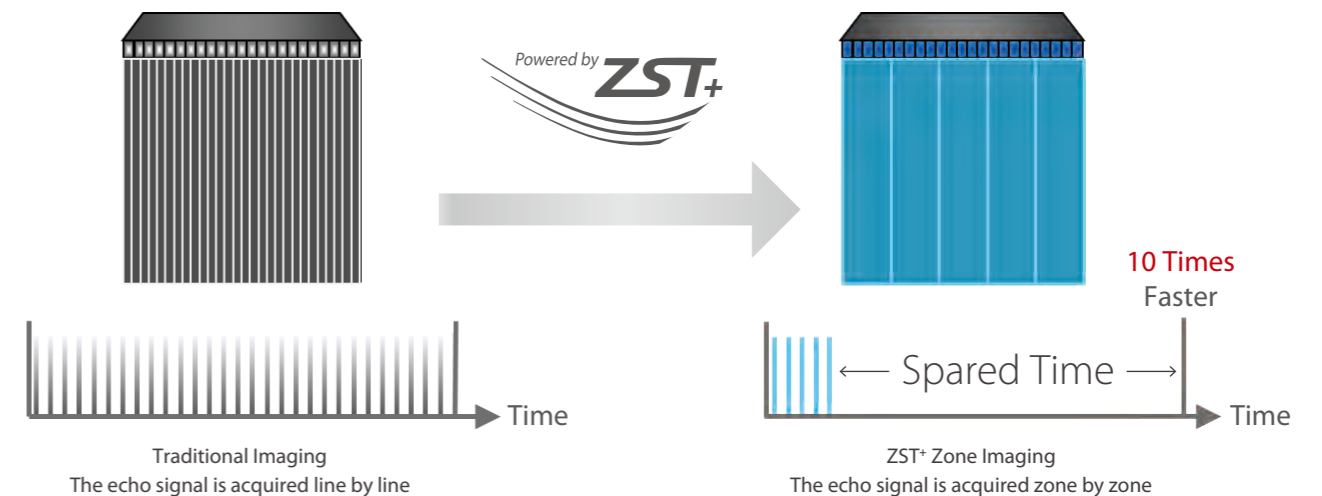 Powered by ZST+
10 Times
Faster
Spared Time
Time
Time
Traditional Imaging
The echo signal is acquired line by line
ZST+ Zone Imaging
The echo signal is acquired zone by zone